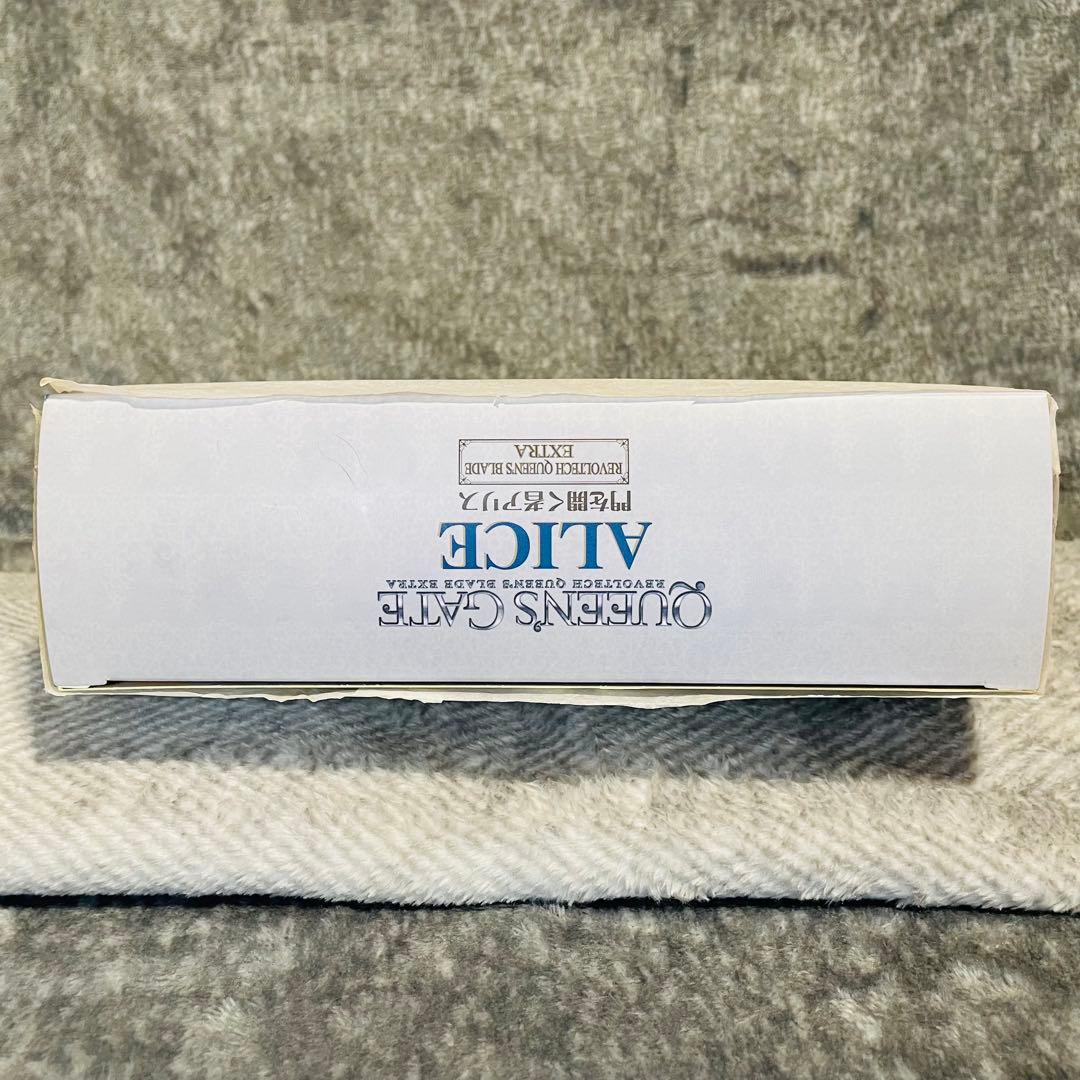 QUEEN'S GATE
REVOLTECH QUEEN'S BLADE EXTRA
ALICE
門を開く者アリス
REVOLTECH QUEEN'S BLADE
EXTRA